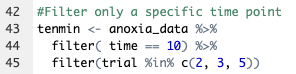 42 #Filter only a specific time point
43 tenmin <- anoxia_data %>%
44 filter( time == 10) %>%
45 filter(trial %in% c(2, 3, 5))